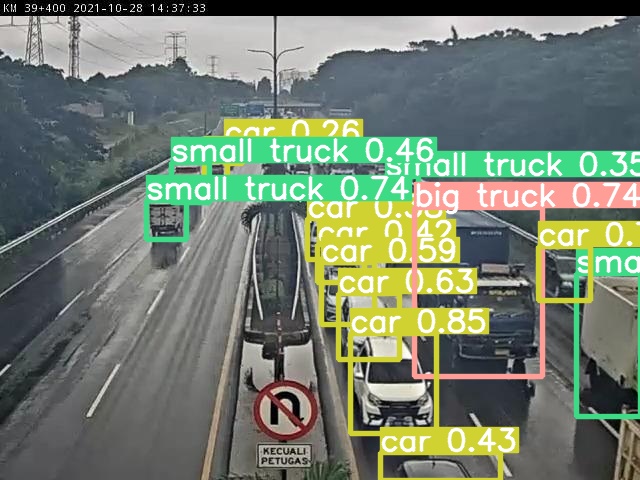 KM 39+400 2021-10-28 14:37:33
car 0.26
small truck 0.46
small truck 0.35
small truck 0.74
big truck 0.74
car
car 0.42
car 0.59
car 0.63
car 0.85
car 0.43
KECUALI
PETUGAS